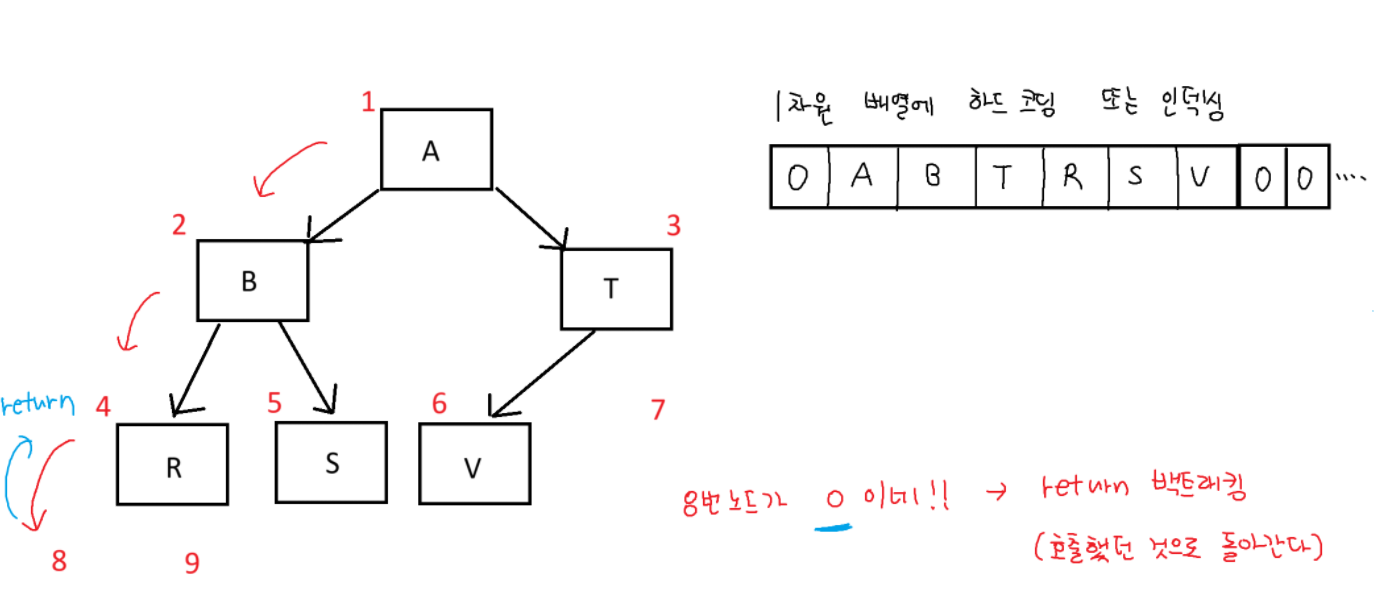 1차원 배열에 하드 코딩 또는 인덱싱
0 A B T R S V 0 0 ....
1
A
2
3
B
T
return
4
5
6
7
R
S
V
8번 노드가 0 이네!! → return 백트래킹
(호출했던 것으로 돌아간다)
8
9